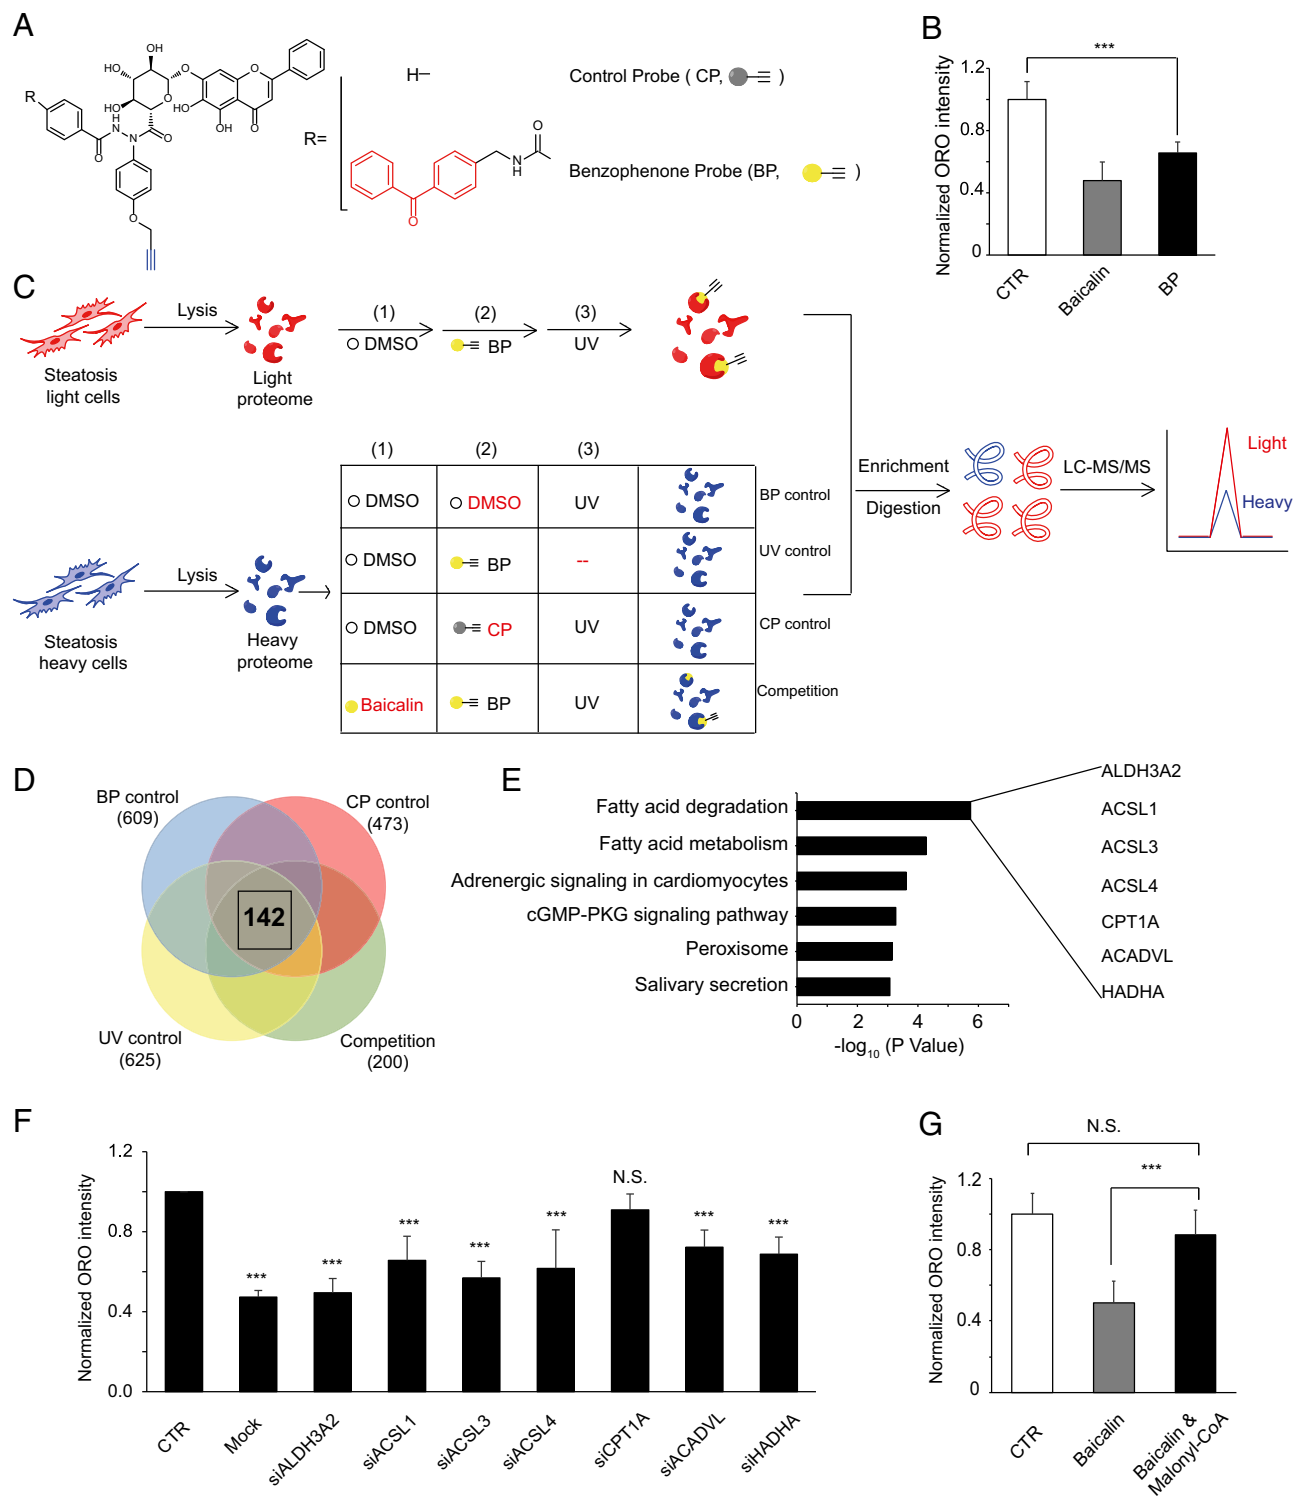 A
OH
HO
HO
O
O
HO
OH
O
O
R
H
N
N
O
O
O
R=
H
O
N
H
O
Control Probe ( CP, )
Benzophenone Probe (BP, )
B
***
Normalized ORO intensity
1.2
0.8
0.4
0
CTR
Baicalin
BP
C
Steatosis
light cells
Lysis
Light
proteome
(1)
DMSO
(2)
BP
(3)
UV
(1)
(2)
(3)
DMSO
DMSO
UV
BP control
DMSO
BP
--
UV control
DMSO
CP
UV
CP control
Baicalin
BP
UV
Competition
Steatosis
heavy cells
Lysis
Heavy
proteome
Enrichment
Digestion
LC-MS/MS
Light
Heavy
D
BP control
(609)
CP control
(473)
142
UV control
(625)
Competition
(200)
E
Fatty acid degradation
Fatty acid metabolism
Adrenergic signaling in cardiomyocytes
cGMP-PKG signaling pathway
Peroxisome
Salivary secretion
0 2 4 6
-log10 (P Value)
ALDH3A2
ACSL1
ACSL3
ACSL4
CPT1A
ACADVL
HADHA
F
Normalized ORO intensity
1.2
0.8
0.4
0.0
***
***
***
***
***
N.S.
***
***
CTR
Mock
siALDH3A2
siACSL1
siACSL3
siACSL4
siCPT1A
siACADVL
siHADHA
G
N.S.
***
Normalized ORO intensity
1.2
0.8
0.4
0
CTR
Baicalin
Baicalin &
Malonyl-CoA